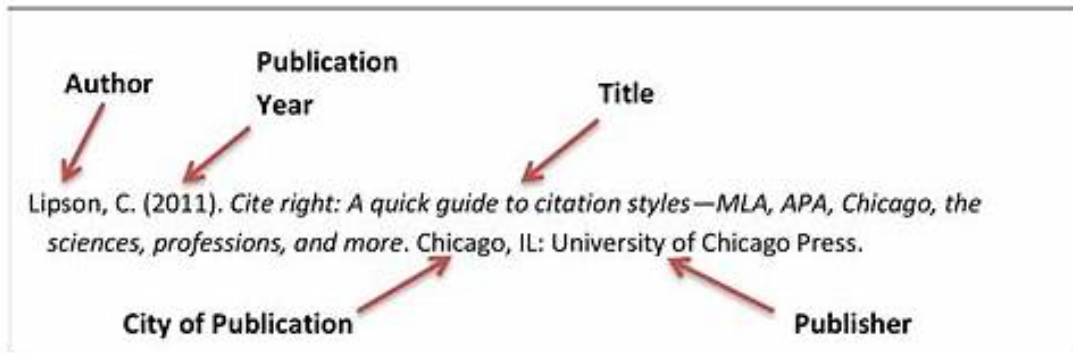 Publication
Author
Year
Title
Lipson, C. (2011). Cite right: A quick guide to citation styles—MLA, APA, Chicago, the
sciences, professions, and more. Chicago, IL: University of Chicago Press.
City of Publication
Publisher